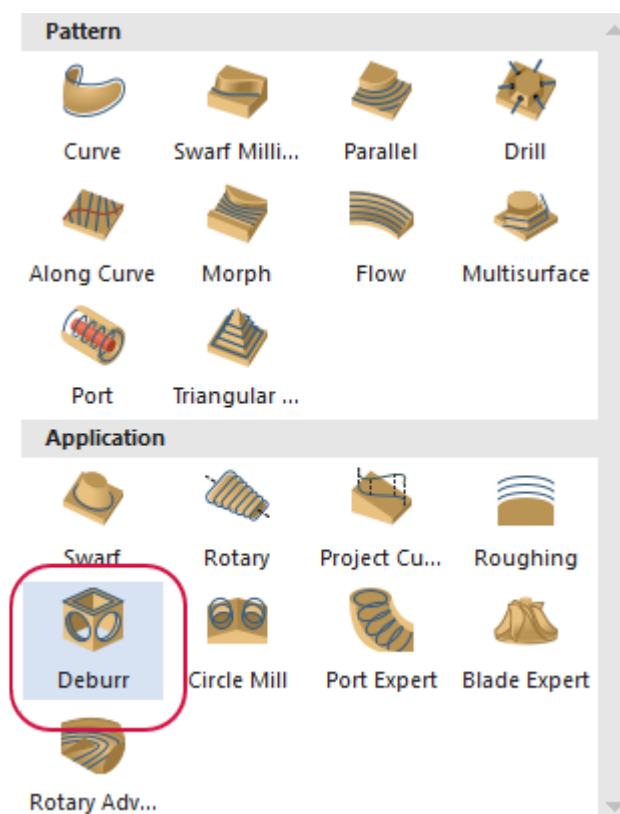 Pattern
Curve Swarf Milli... Parallel Drill
Along Curve Morph Flow Multisurface
Port Triangular ...
Application
Swarf Rotary Project Cu... Roughing
Deburr Circle Mill Port Expert Blade Expert
Rotary Adv...